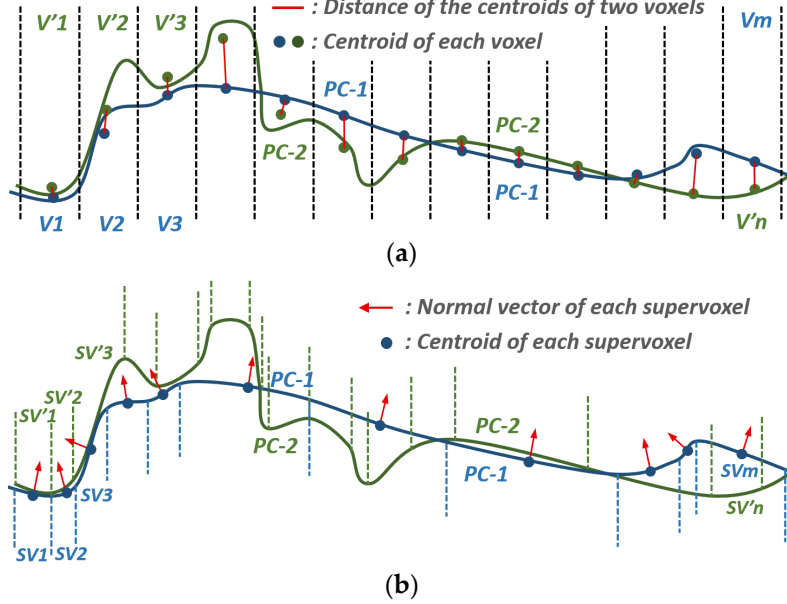 : Distance of the centroids of two voxels
V'1 V'2 V'3 Vm
: Centroid of each voxel
PC-1
PC-2 PC-2
PC-1
V1 V2 V3 V'n
(a)
: Normal vector of each supervoxel
: Centroid of each supervoxel
SV'3
PC-1
SV'2
SV'1
PC-2 PC-2
PC-1
SVm
SV3
SV'n
SV1 SV2
(b)